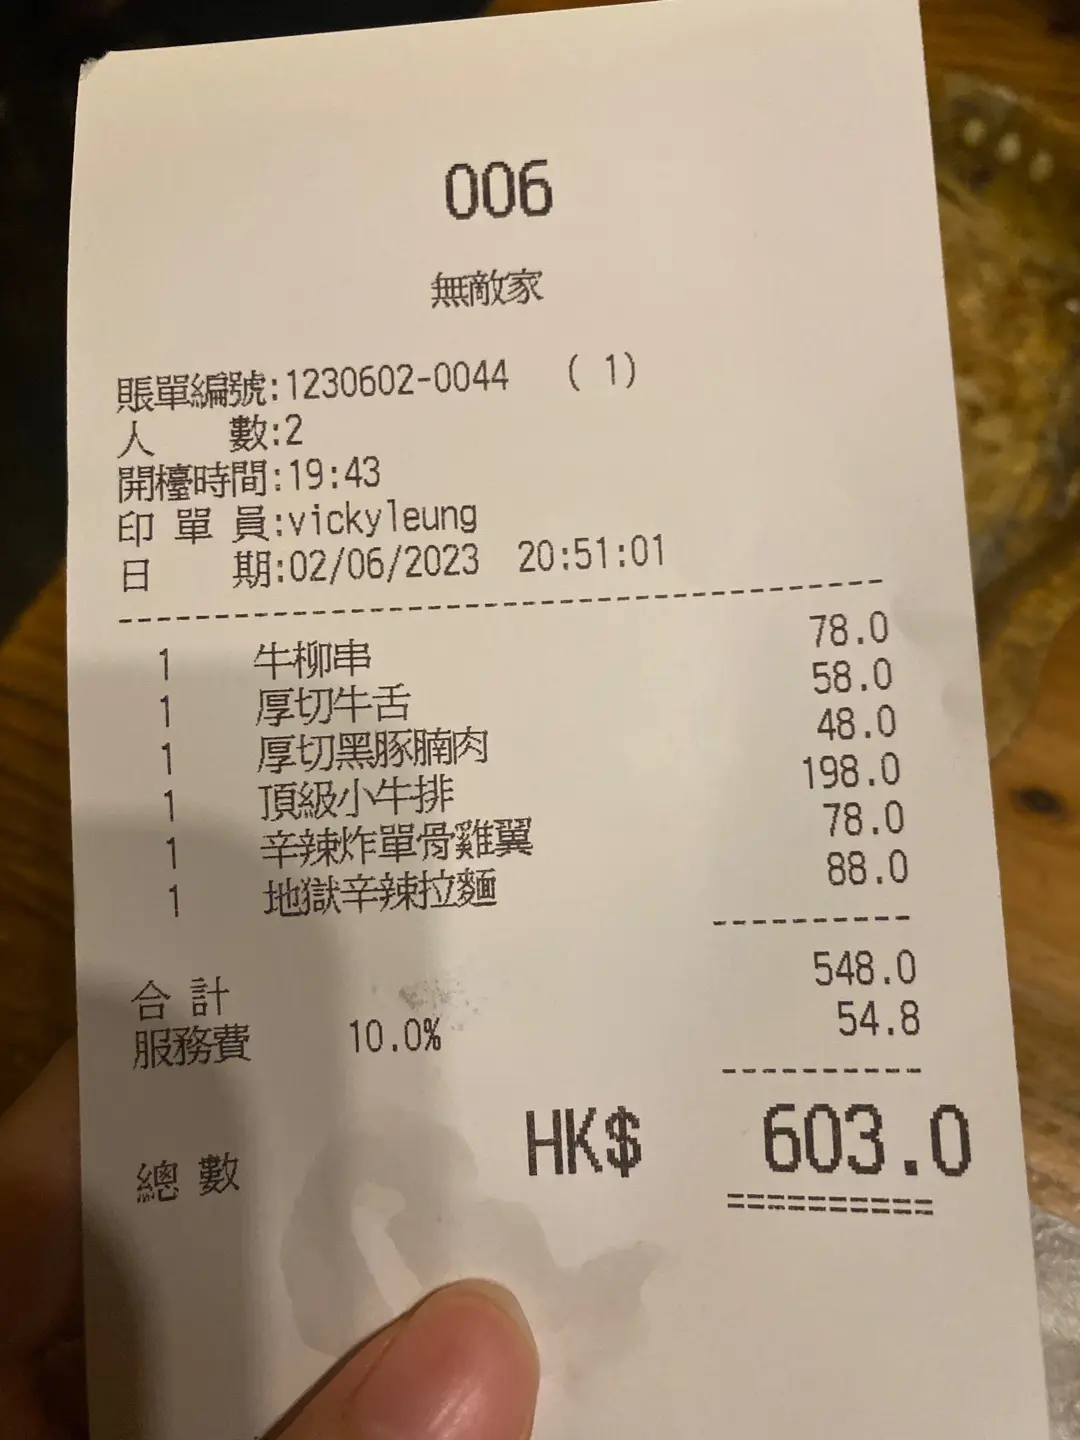 006
無敵家
賬單編號:1230602-0044 ( 1)
人 數:2
開檯時間:19:43
印 單 員:vickyleung
日 期:02/06/2023 20:51:01
1 牛柳串 78.0
1 厚切牛舌 58.0
1 厚切黑豚腩肉 48.0
1 頂級小牛排 198.0
1 辛辣炸單骨雞翼 78.0
1 地獄辛辣拉麵 88.0
合 計 548.0
服務費 10.0% 54.8
總 數 HK$ 603.0